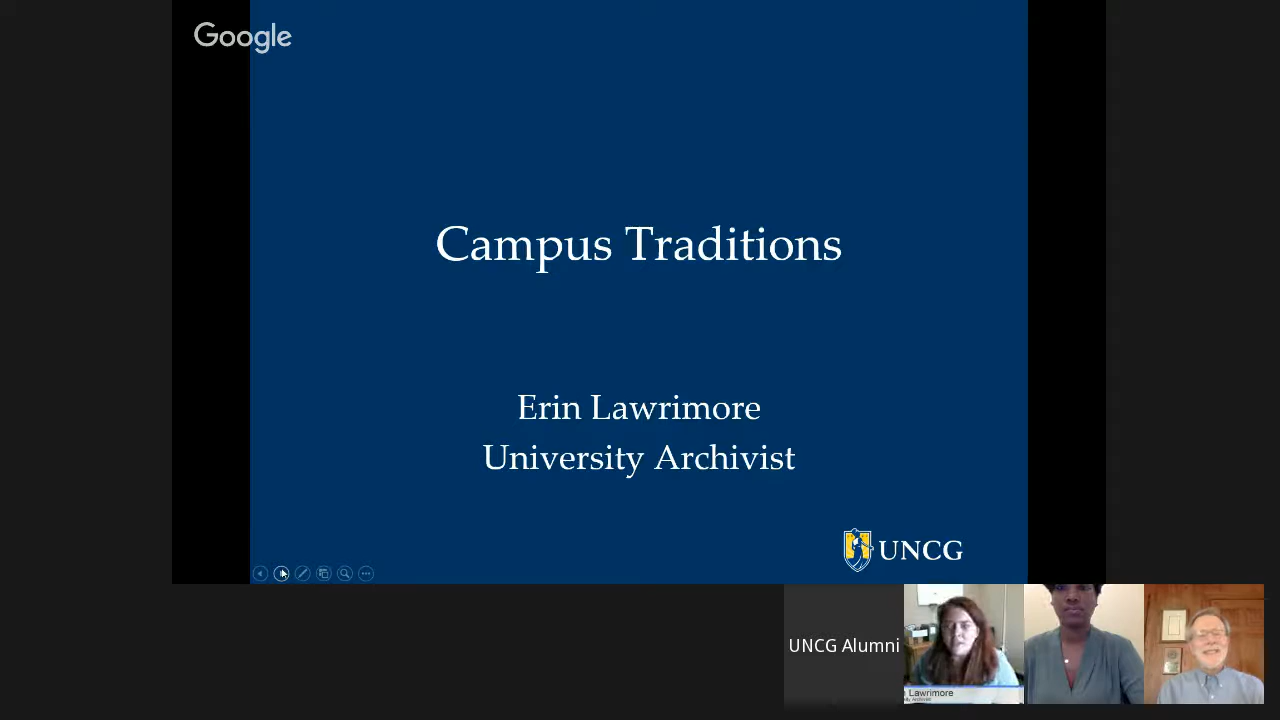 Google
Campus Traditions
Erin Lawrimore
University Archivist
UNCG
UNCG Alumni
Lawrimore